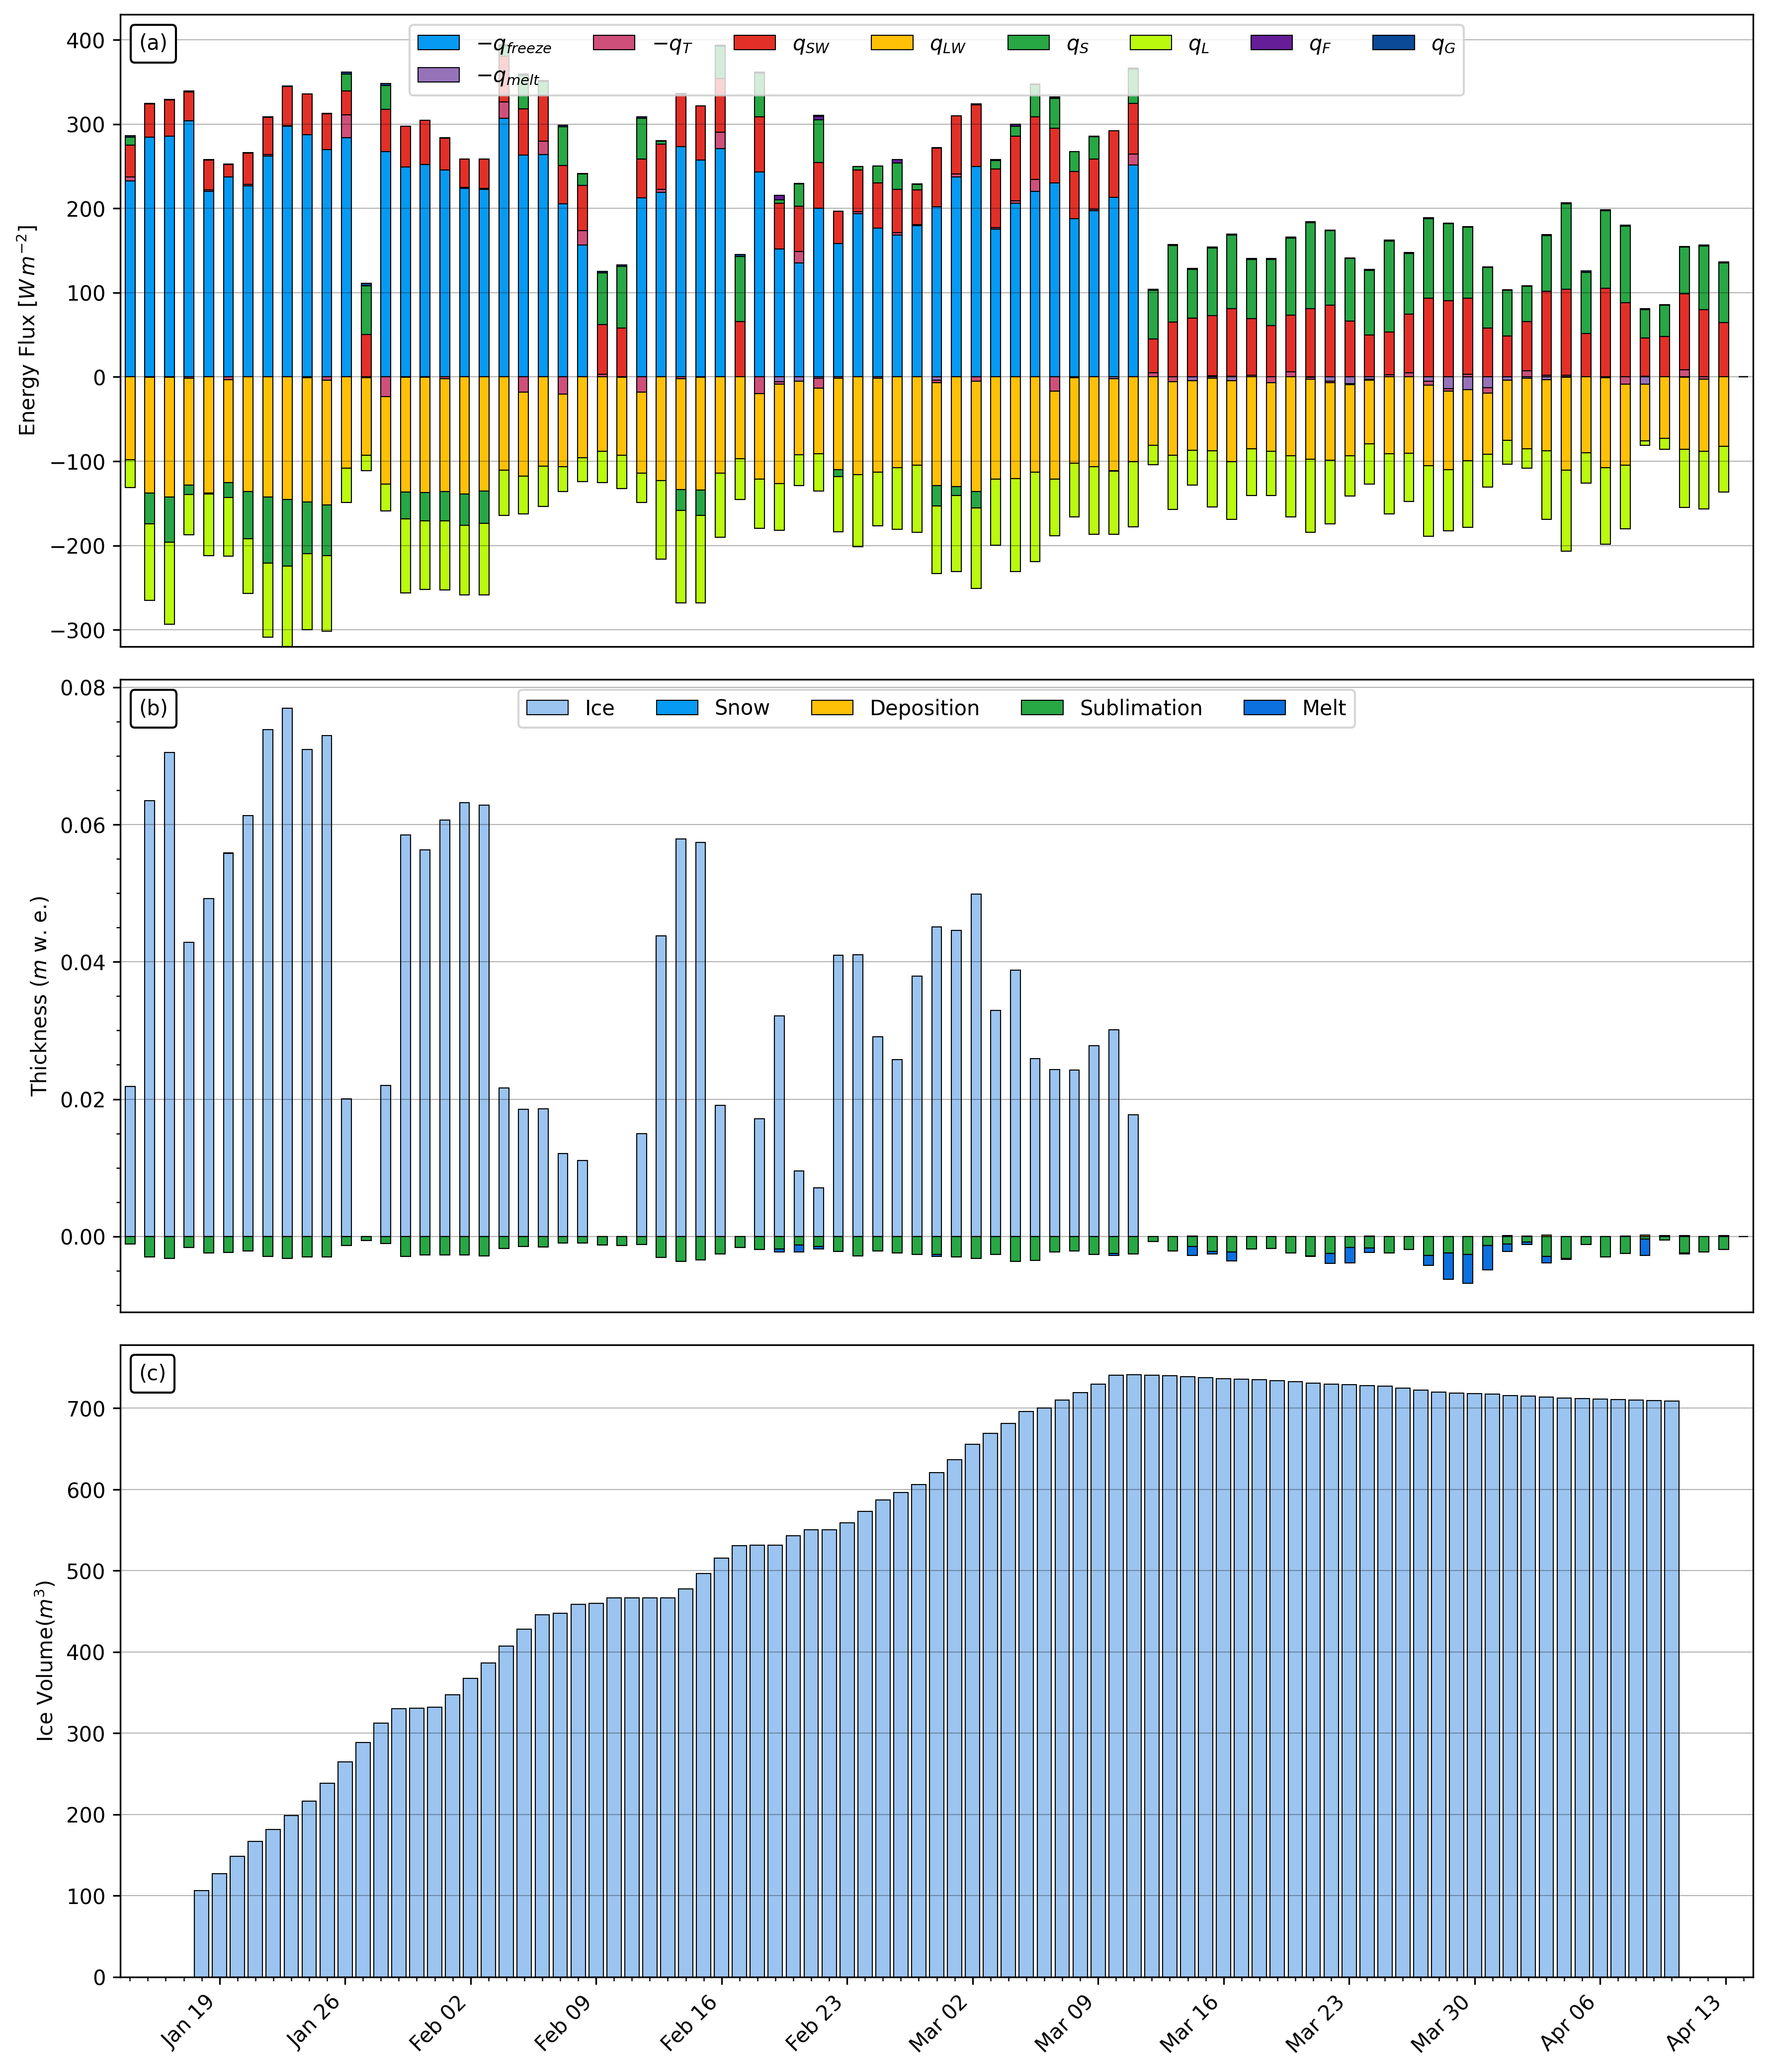 (a)
−q_freeze −q_T q_SW q_LW q_S q_L q_F q_G
−q_melt
Energy Flux [W m⁻²]
400
300
200
100
0
−100
−200
−300
(b)
Ice Snow Deposition Sublimation Melt
Thickness (m w. e.)
0.08
0.06
0.04
0.02
0.00
(c)
Ice Volume(m³)
700
600
500
400
300
200
100
0
Jan 19 Jan 26 Feb 02 Feb 09 Feb 16 Feb 23 Mar 02 Mar 09 Mar 16 Mar 23 Mar 30 Apr 06 Apr 13